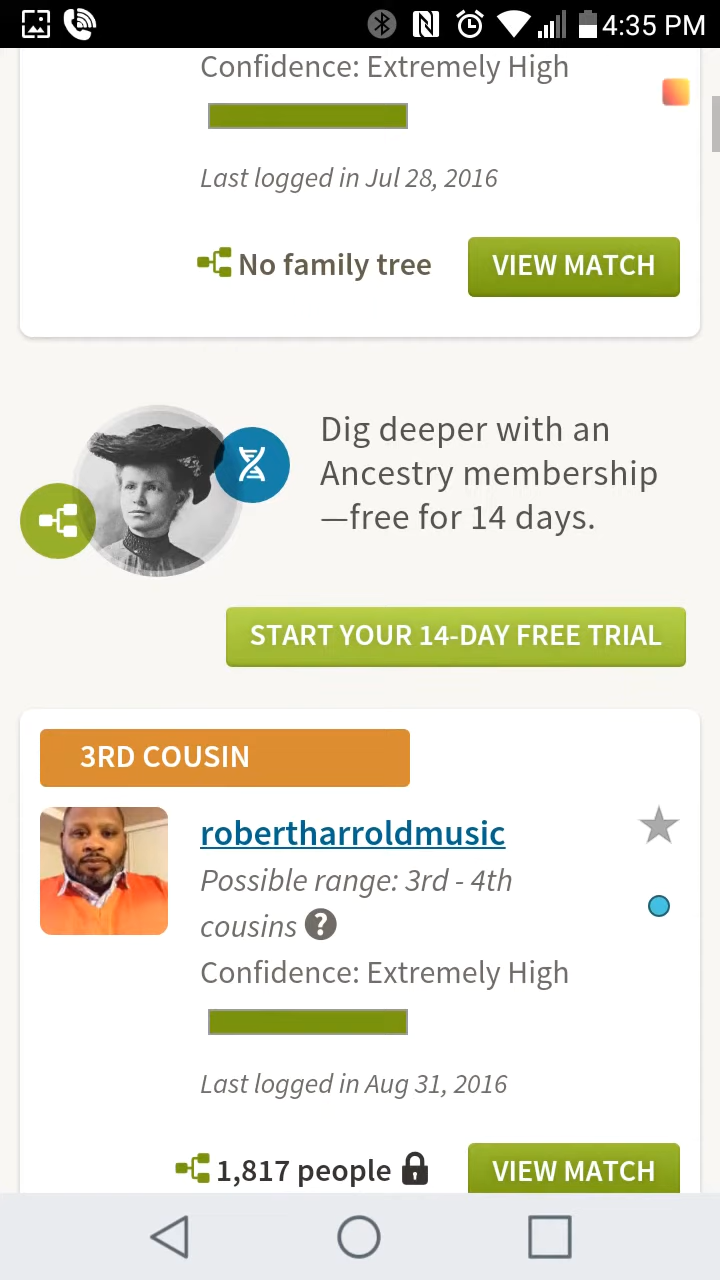 4:35 PM
Confidence: Extremely High
Last logged in Jul 28, 2016
No family tree
VIEW MATCH
Dig deeper with an
Ancestry membership
—free for 14 days.
START YOUR 14-DAY FREE TRIAL
3RD COUSIN
robertharroldmusic
Possible range: 3rd - 4th
cousins ?
Confidence: Extremely High
Last logged in Aug 31, 2016
1,817 people
VIEW MATCH